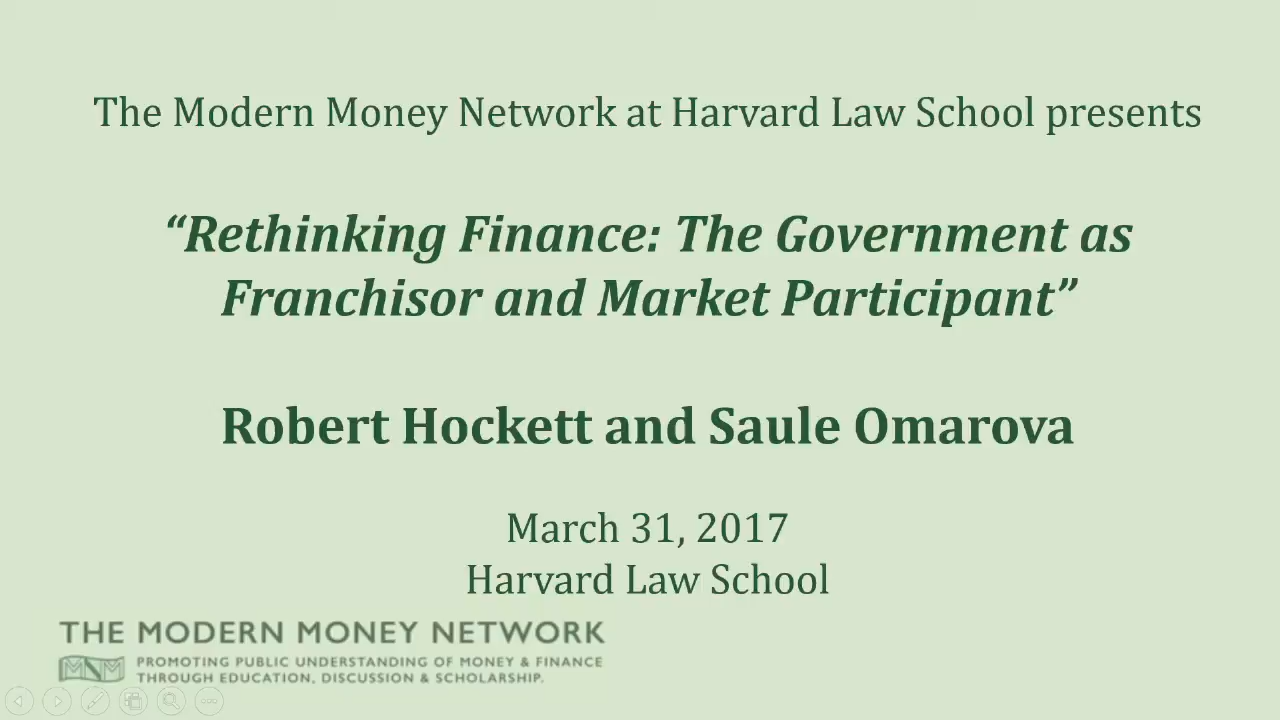 The Modern Money Network at Harvard Law School presents
“Rethinking Finance: The Government as
Franchisor and Market Participant”
Robert Hockett and Saule Omarova
March 31, 2017
Harvard Law School
THE MODERN MONEY NETWORK
MNM
PROMOTING PUBLIC UNDERSTANDING OF MONEY & FINANCE
THROUGH EDUCATION, DISCUSSION & SCHOLARSHIP.